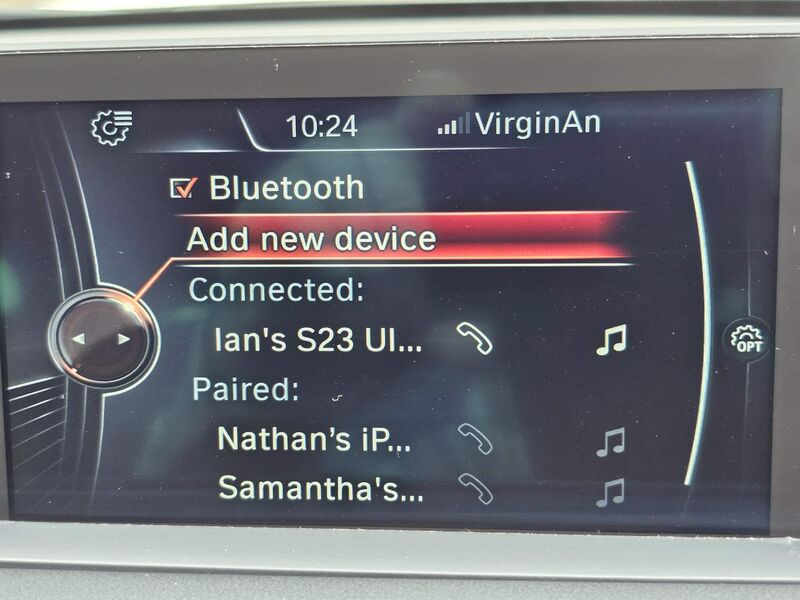 10:24 VirginAn
Bluetooth
Add new device
Connected:
Ian's S23 Ul...
Paired:
OPT
Nathan’s iP...
Samantha's...